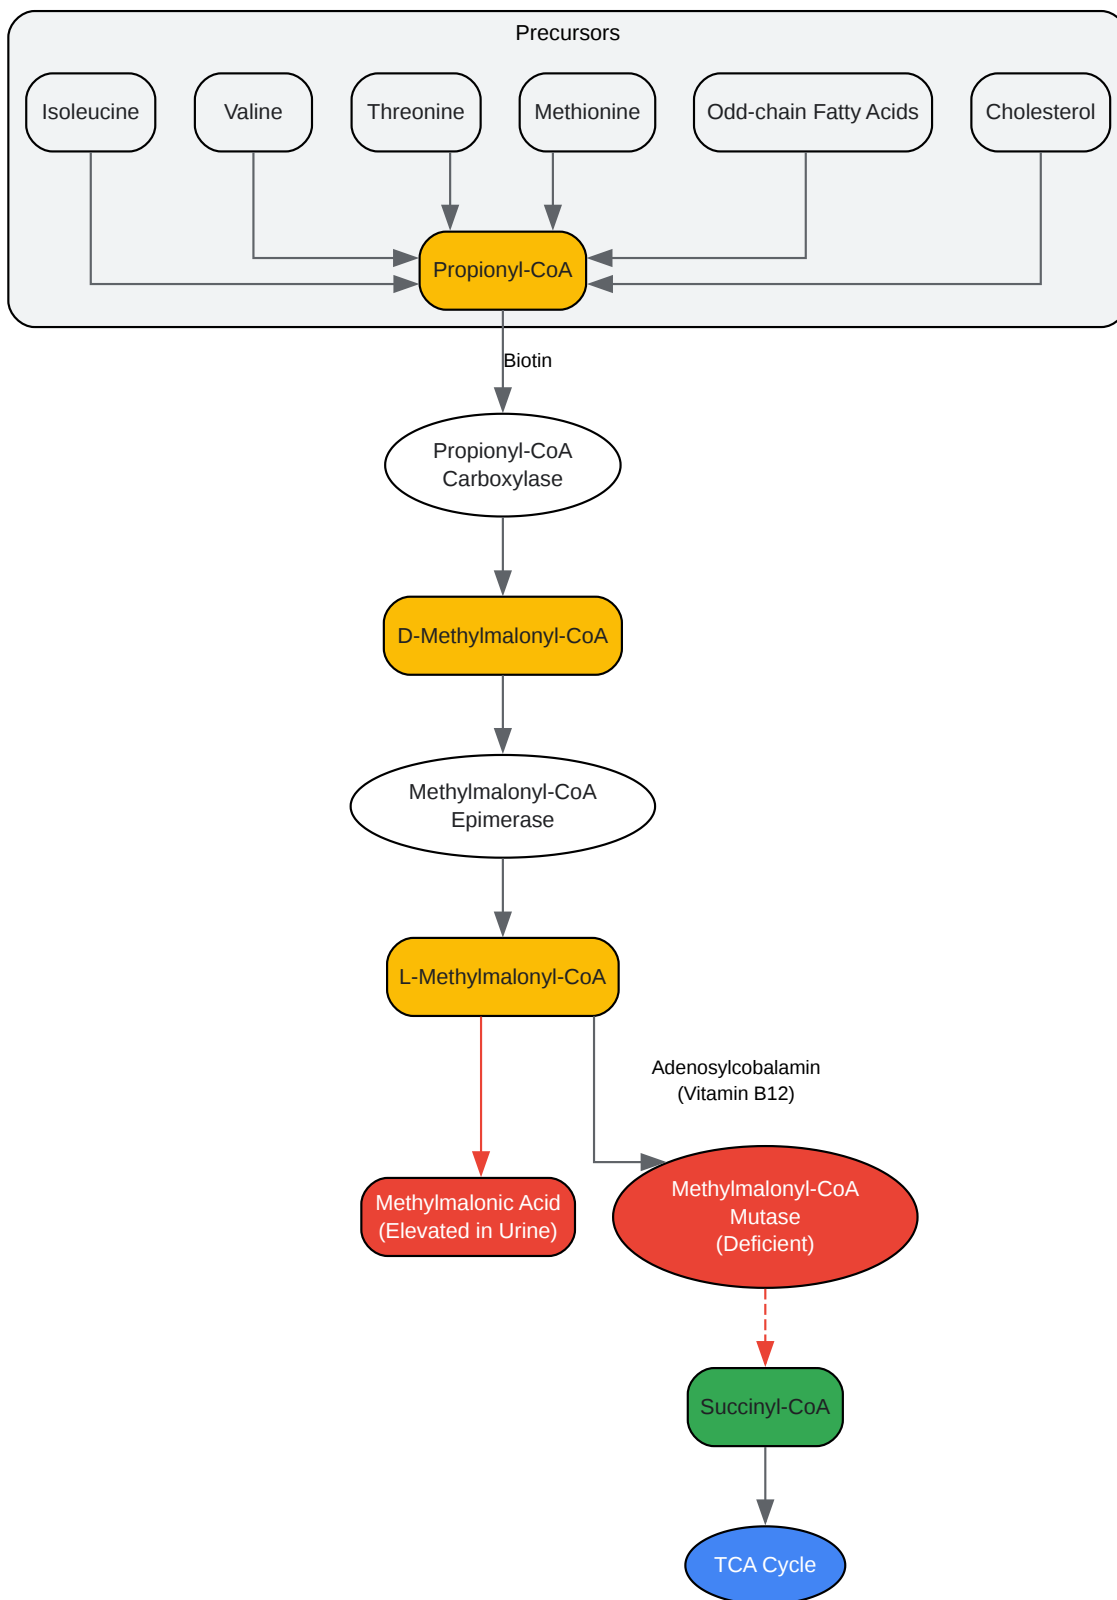 Precursors
Isoleucine
Valine
Threonine
Methionine
Odd-chain Fatty Acids
Cholesterol
Propionyl-CoA
Biotin
Propionyl-CoA
Carboxylase
D-Methylmalonyl-CoA
Methylmalonyl-CoA
Epimerase
L-Methylmalonyl-CoA
Adenosylcobalamin
(Vitamin B12)
Methylmalonic Acid
(Elevated in Urine)
Methylmalonyl-CoA
Mutase
(Deficient)
Succinyl-CoA
TCA Cycle